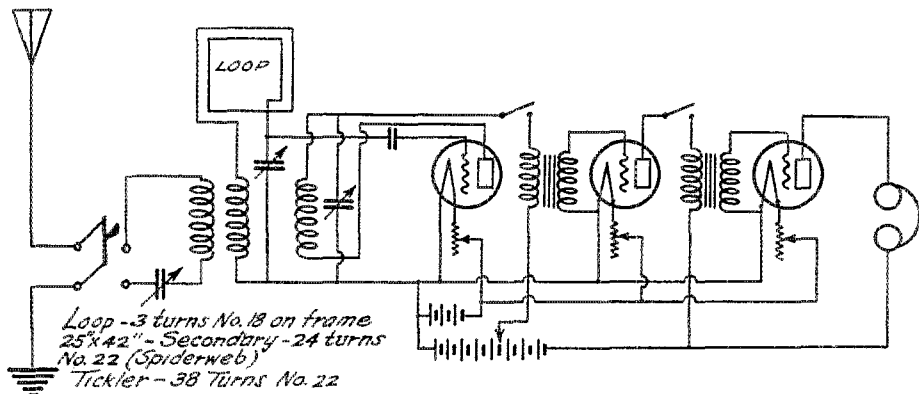 LOOP
Loop-3 turns No.18 on frame
25"x42"-Secondary-24 turns
No.22 (Spiderweb)
Tickler-38 Turns No.22